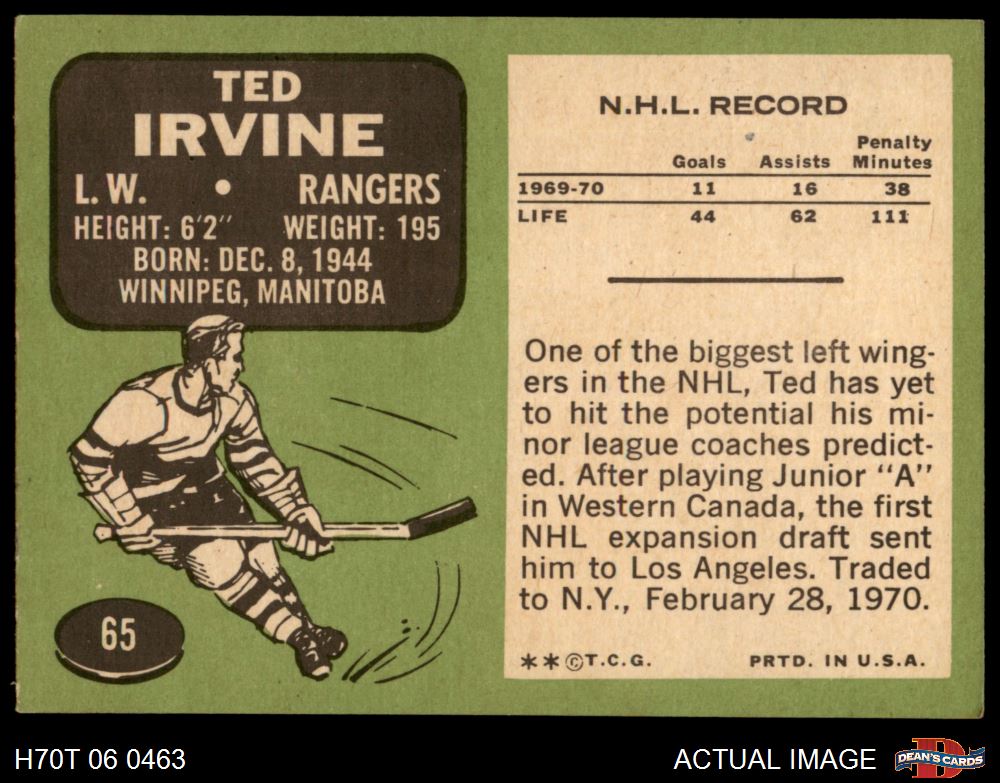 TED
IRVINE
L.W. • RANGERS
HEIGHT: 6'2" WEIGHT: 195
BORN: DEC. 8, 1944
WINNIPEG, MANITOBA
65
N.H.L. RECORD
Goals Assists Penalty Minutes
1969-70 11 16 38
LIFE 44 62 111
One of the biggest left wing-
ers in the NHL, Ted has yet
to hit the potential his mi-
nor league coaches predict-
ed. After playing Junior "A"
in Western Canada, the first
NHL expansion draft sent
him to Los Angeles. Traded
to N.Y., February 28, 1970.
**©T.C.G. PRTD. IN U.S.A.
H70T 06 0463
ACTUAL IMAGE
D
DEAN'S CARDS